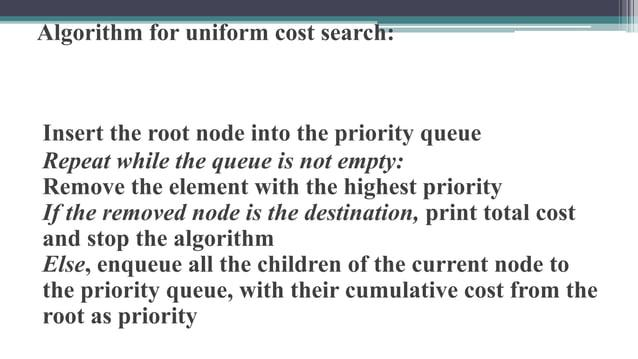 Algorithm for uniform cost search:
Insert the root node into the priority queue
Repeat while the queue is not empty:
Remove the element with the highest priority
If the removed node is the destination, print total cost
and stop the algorithm
Else, enqueue all the children of the current node to
the priority queue, with their cumulative cost from the
root as priority